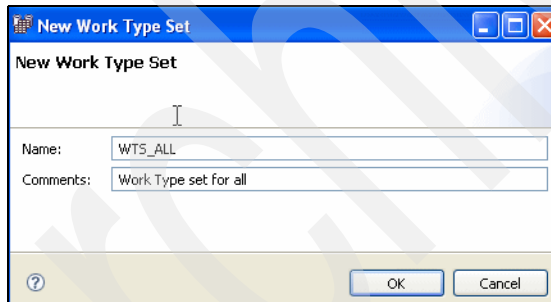 New Work Type Set
New Work Type Set
Name: WTS_ALL
Comments: Work Type set for all
? OK Cancel